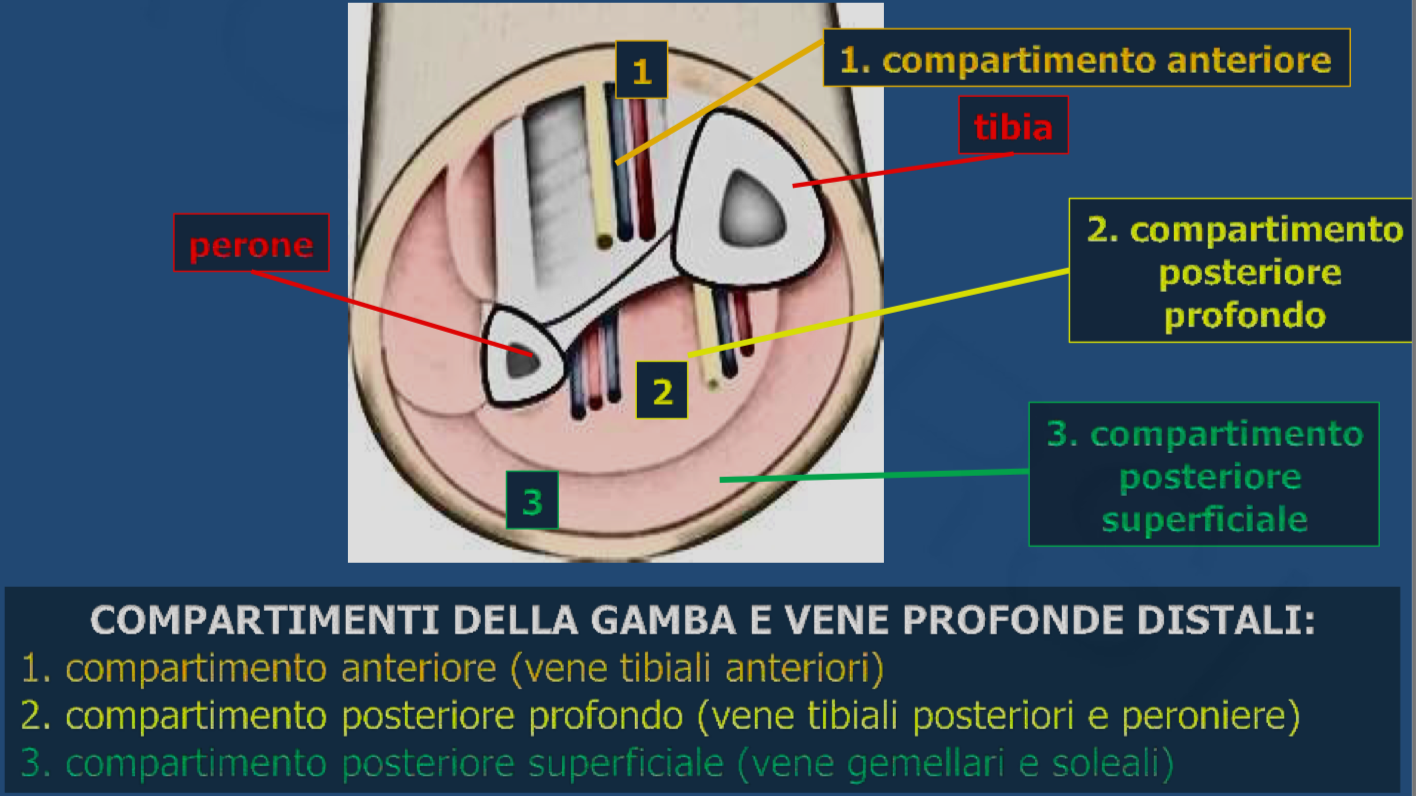 1
1. compartimento anteriore
tibia
perone
2. compartimento
posteriore
profondo
2
3. compartimento
posteriore
superficiale
3
COMPARTIMENTI DELLA GAMBA E VENE PROFONDE DISTALI:
1. compartimento anteriore (vene tibiali anteriori)
2. compartimento posteriore profondo (vene tibiali posteriori e peroniere)
3. compartimento posteriore superficiale (vene gemellari e soleali)